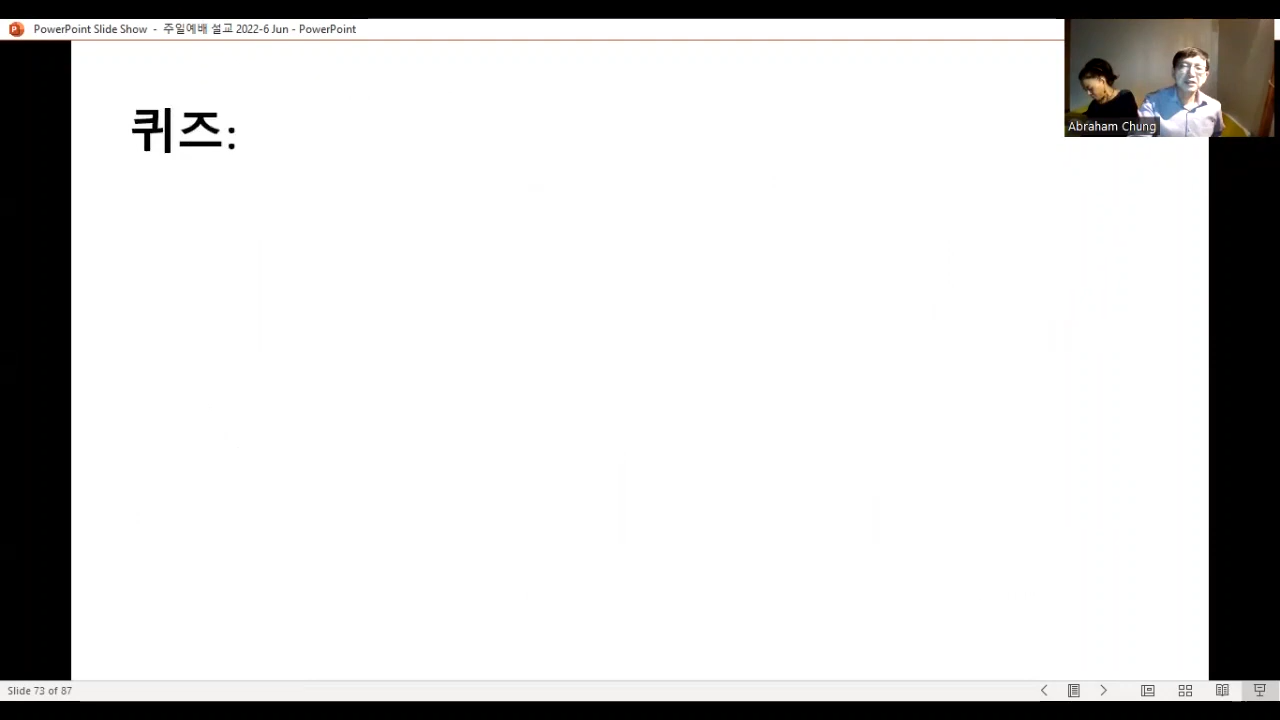 PowerPoint Slide Show - 주일예배 설교 2022-6 Jun - PowerPoint
Abraham Chung
퀴즈:
Slide 73 of 87